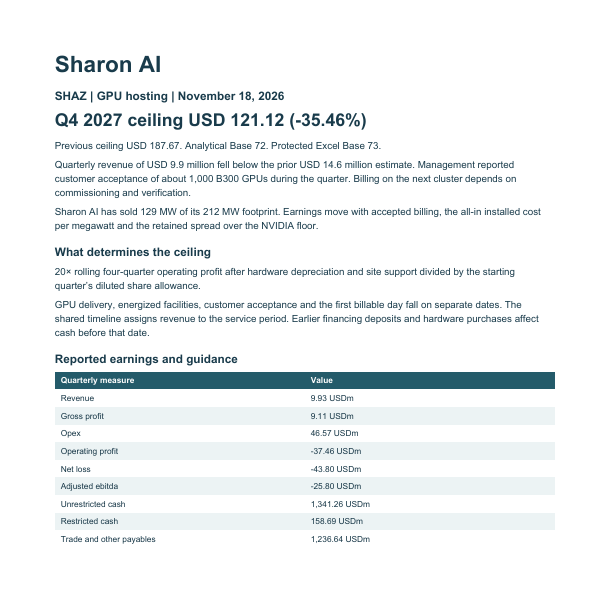 Sharon AI
SHAZ | GPU hosting | November 18, 2026
Q4 2027 ceiling USD 121.12 (-35.46%)
Previous ceiling USD 187.67. Analytical Base 72. Protected Excel Base 73.
Quarterly revenue of USD 9.9 million fell below the prior USD 14.6 million estimate. Management reported
customer acceptance of about 1,000 B300 GPUs during the quarter. Billing on the next cluster depends on
commissioning and verification.
Sharon AI has sold 129 MW of its 212 MW footprint. Earnings move with accepted billing, the all-in installed cost
per megawatt and the retained spread over the NVIDIA floor.
What determines the ceiling
20× rolling four-quarter operating profit after hardware depreciation and site support divided by the starting
quarter’s diluted share allowance.
GPU delivery, energized facilities, customer acceptance and the first billable day fall on separate dates. The
shared timeline assigns revenue to the service period. Earlier financing deposits and hardware purchases affect
cash before that date.
Reported earnings and guidance
Quarterly measure Value
Revenue 9.93 USDm
Gross profit 9.11 USDm
Opex 46.57 USDm
Operating profit -37.46 USDm
Net loss -43.80 USDm
Adjusted ebitda -25.80 USDm
Unrestricted cash 1,341.26 USDm
Restricted cash 158.69 USDm
Trade and other payables 1,236.64 USDm